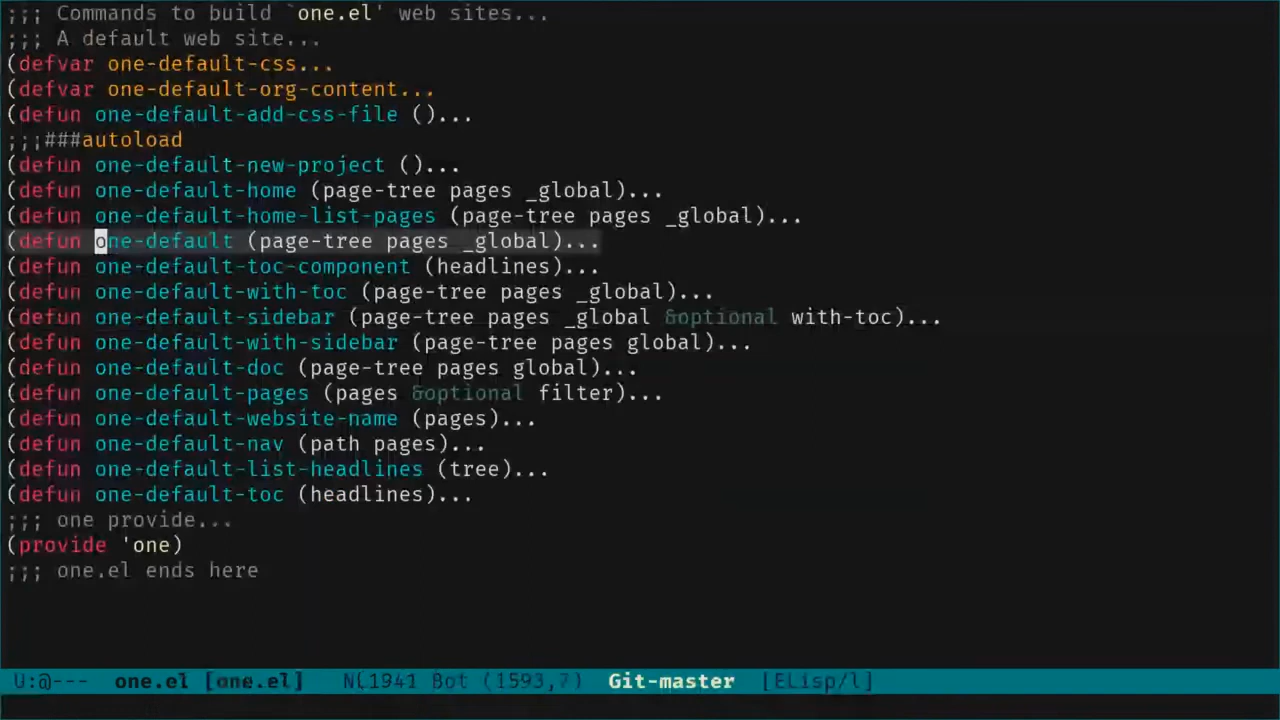 ;;; Commands to build `one.el' web sites...
;;; A default web site...
(defvar one-default-css...
(defvar one-default-org-content...
(defun one-default-add-css-file ()...
;;;###autoload
(defun one-default-new-project ()...
(defun one-default-home (page-tree pages _global)...
(defun one-default-home-list-pages (page-tree pages _global)...
(defun one-default (page-tree pages _global)...
(defun one-default-toc-component (headlines)...
(defun one-default-with-toc (page-tree pages _global)...
(defun one-default-sidebar (page-tree pages _global &optional with-toc)...
(defun one-default-with-sidebar (page-tree pages global)...
(defun one-default-doc (page-tree pages global)...
(defun one-default-pages (pages &optional filter)...
(defun one-default-website-name (pages)...
(defun one-default-nav (path pages)...
(defun one-default-list-headlines (tree)...
(defun one-default-toc (headlines)...
;;; one provide...
(provide 'one)
;;; one.el ends here
U:@--- one.el [one.el] N(1941 Bot (1593,7) Git-master [ELisp/l]